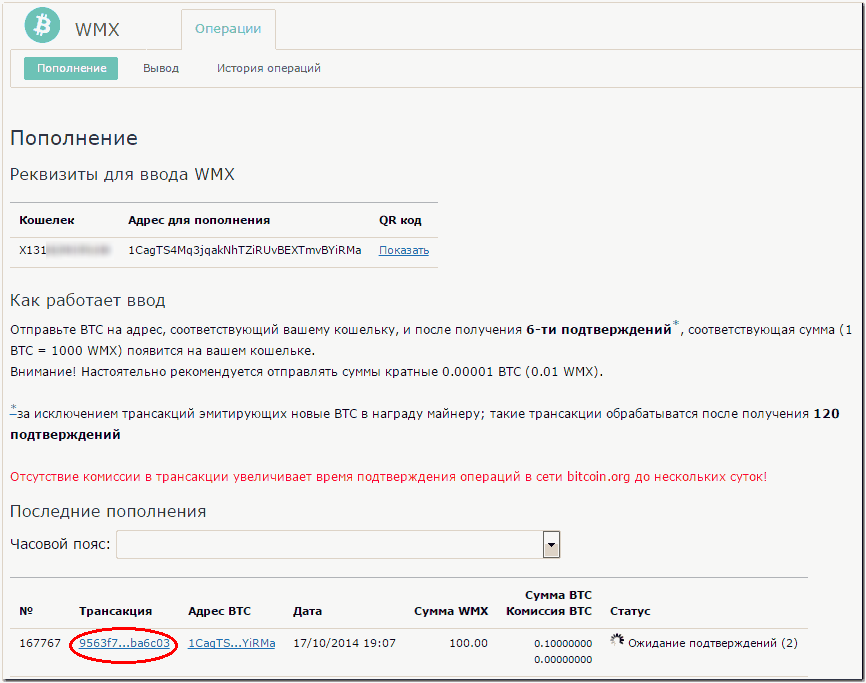 WMX
Операции
Пополнение Вывод История операций
Пополнение
Реквизиты для ввода WMX
Кошелек Адрес для пополнения QR код
X131 1CagTS4Mq3jqakNhTZiRUvBEXTmvBYiRMa Показать
Как работает ввод
Отправьте BTC на адрес, соответствующий вашему кошельку, и после получения 6-ти подтверждений*, соответствующая сумма (1
BTC = 1000 WMX) появится на вашем кошельке.
Внимание! Настоятельно рекомендуется отправлять суммы кратные 0.00001 BTC (0.01 WMX).
*за исключением трансакций эмитирующих новые BTC в награду майнеру; такие трансакции обрабатыватся после получения 120
подтверждений
Отсутствие комиссии в трансакции увеличивает время подтверждения операций в сети bitcoin.org до нескольких суток!
Последние пополнения
Часовой пояс:
№ Трансакция Адрес BTC Дата Сумма WMX Сумма BTC Комиссия BTC Статус
167767 9563f7...ba6c03 1CagTS...YiRMa 17/10/2014 19:07 100.00 0.10000000 Ожидание подтверждений (2)
0.00000000